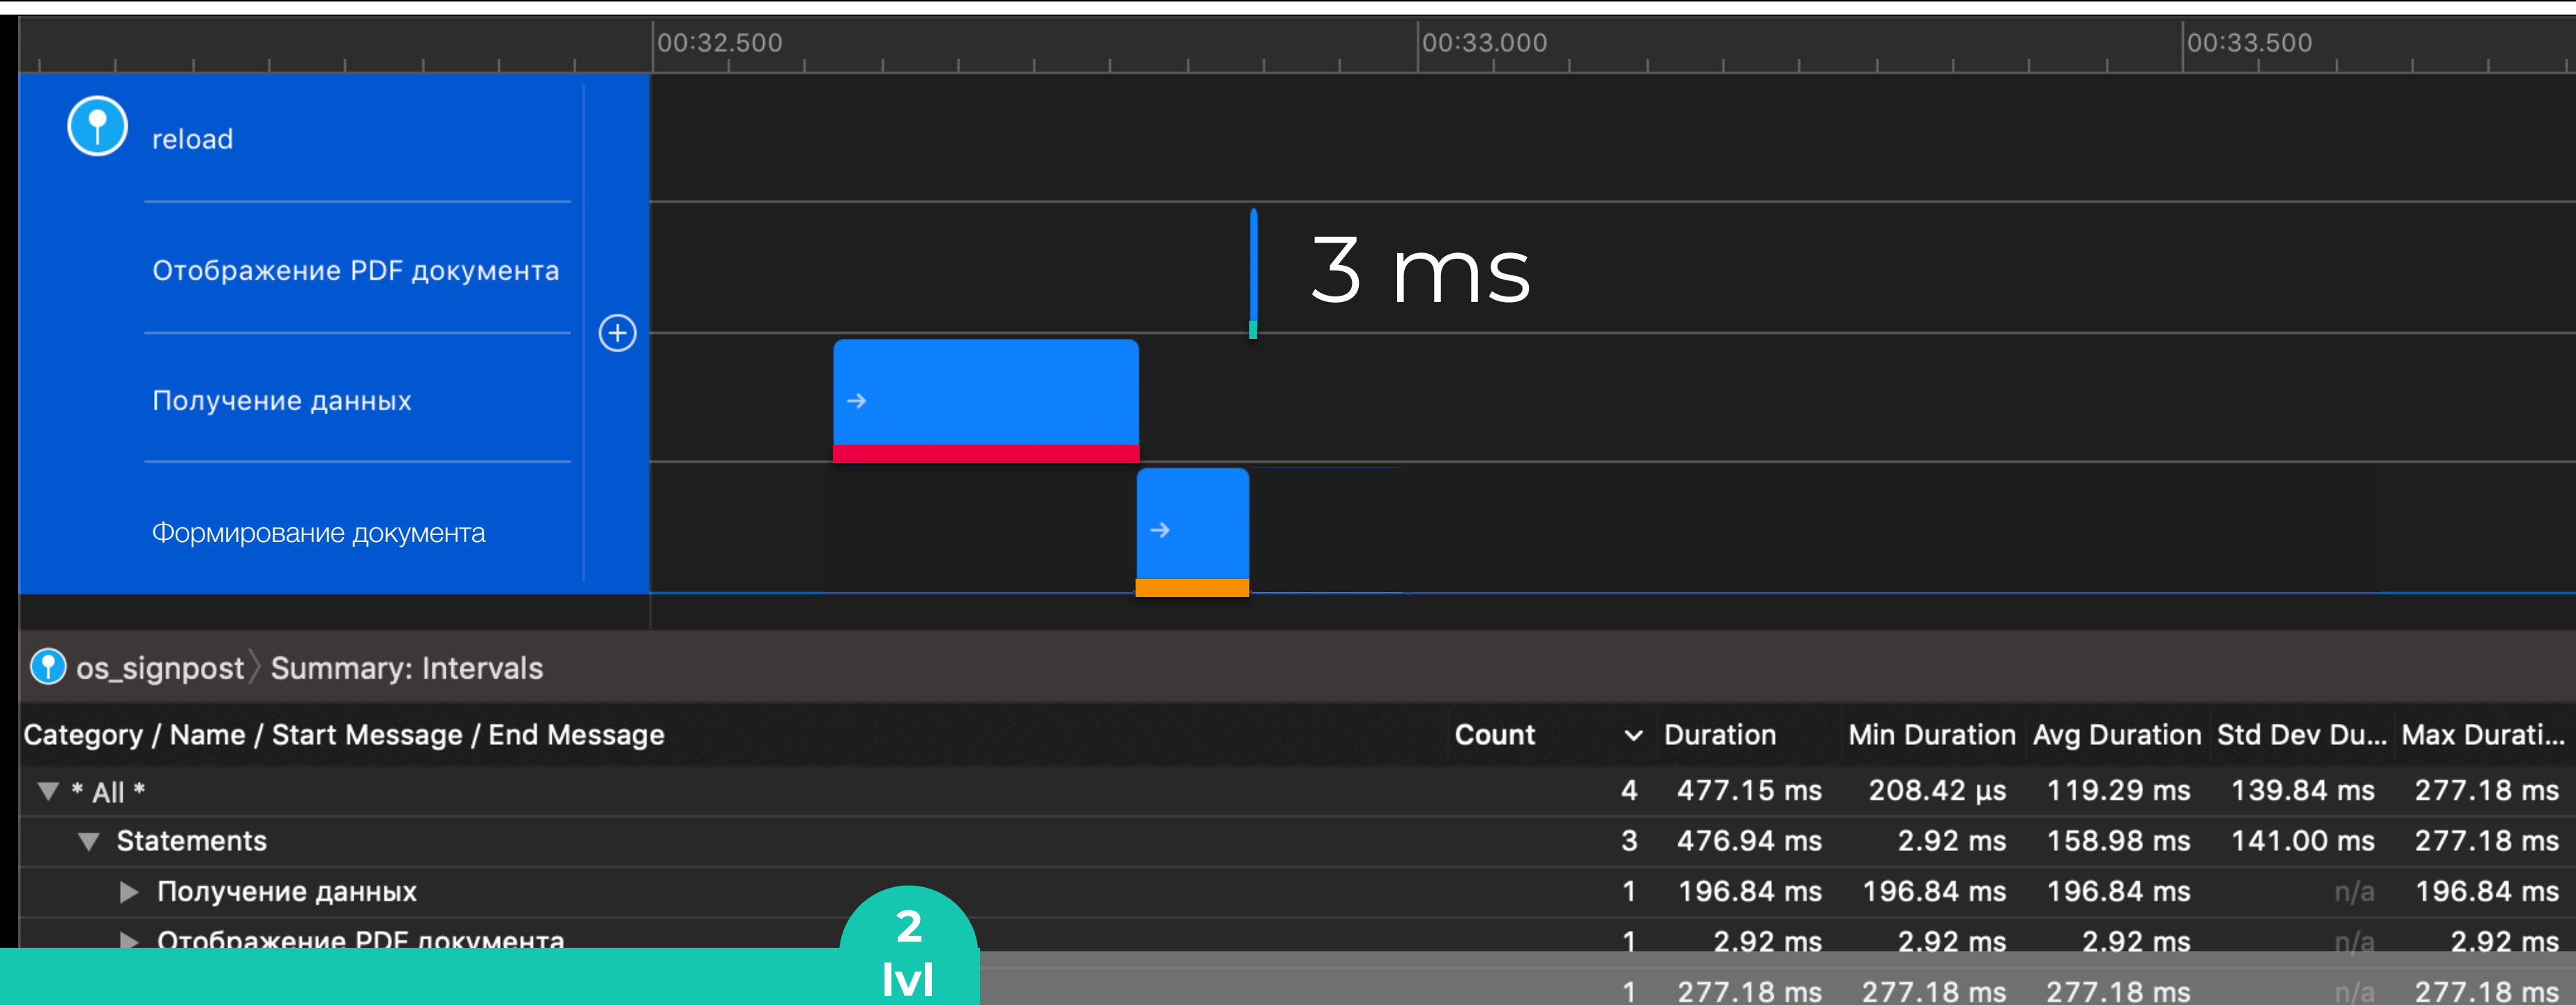 00:32.500 00:33.000 00:33.500
reload
Отображение PDF документа
3 ms
Получение данных
Формирование документа
os_signpost Summary: Intervals
Category / Name / Start Message / End Message Count Duration Min Duration Avg Duration Std Dev Du... Max Durati...
* All * 4 477.15 ms 208.42 µs 119.29 ms 139.84 ms 277.18 ms
Statements 3 476.94 ms 2.92 ms 158.98 ms 141.00 ms 277.18 ms
Получение данных 1 196.84 ms 196.84 ms 196.84 ms n/a 196.84 ms
Отображение PDF документа 1 2.92 ms 2.92 ms 2.92 ms n/a 2.92 ms
1 277.18 ms 277.18 ms 277.18 ms n/a 277.18 ms
2
lvl